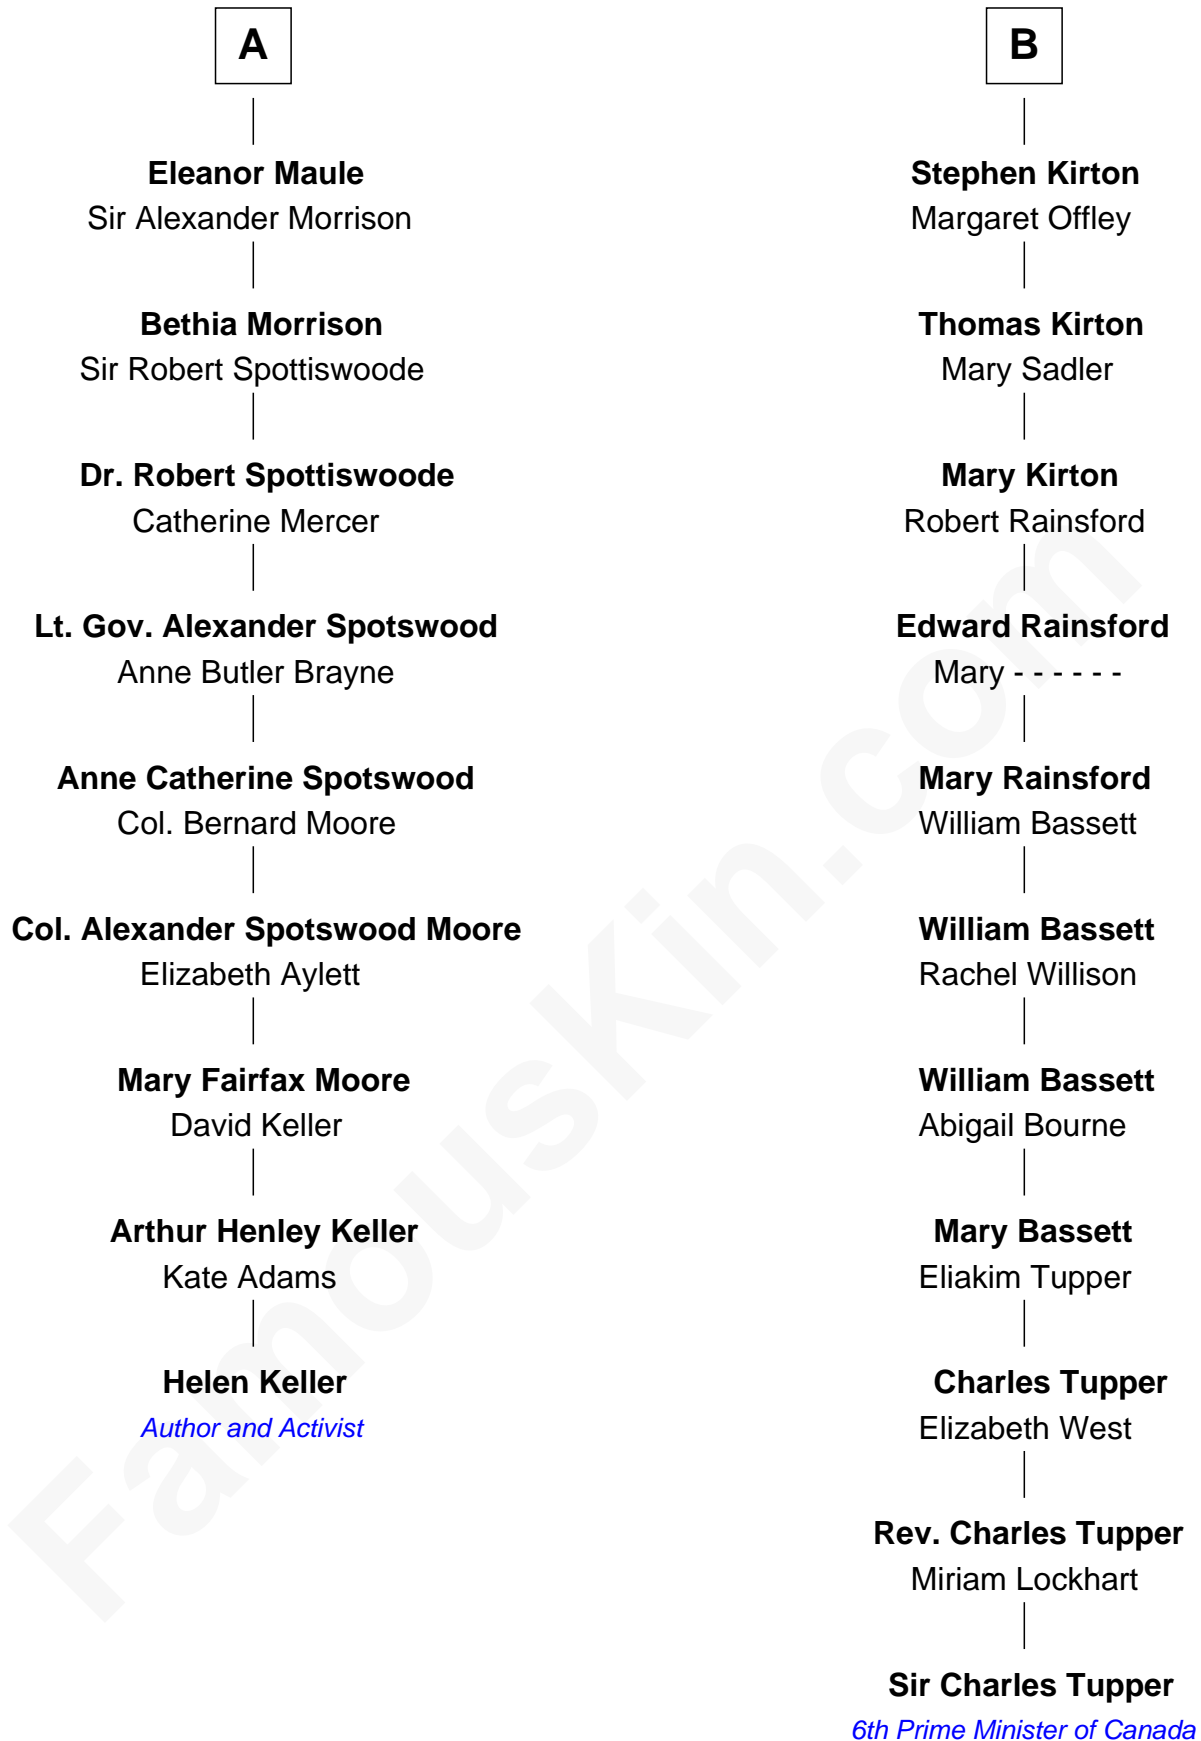 A
Eleanor Maule
Sir Alexander Morrison
Bethia Morrison
Sir Robert Spottiswoode
Dr. Robert Spottiswoode
Catherine Mercer
Lt. Gov. Alexander Spotswood
Anne Butler Brayne
Anne Catherine Spotswood
Col. Bernard Moore
Col. Alexander Spotswood Moore
Elizabeth Aylett
Mary Fairfax Moore
David Keller
Arthur Henley Keller
Kate Adams
Helen Keller
Author and Activist
B
Stephen Kirton
Margaret Offley
Thomas Kirton
Mary Sadler
Mary Kirton
Robert Rainsford
Edward Rainsford
Mary - - - - - -
Mary Rainsford
William Bassett
William Bassett
Rachel Willison
William Bassett
Abigail Bourne
Mary Bassett
Eliakim Tupper
Charles Tupper
Elizabeth West
Rev. Charles Tupper
Miriam Lockhart
Sir Charles Tupper
6th Prime Minister of Canada
FamousKin.com